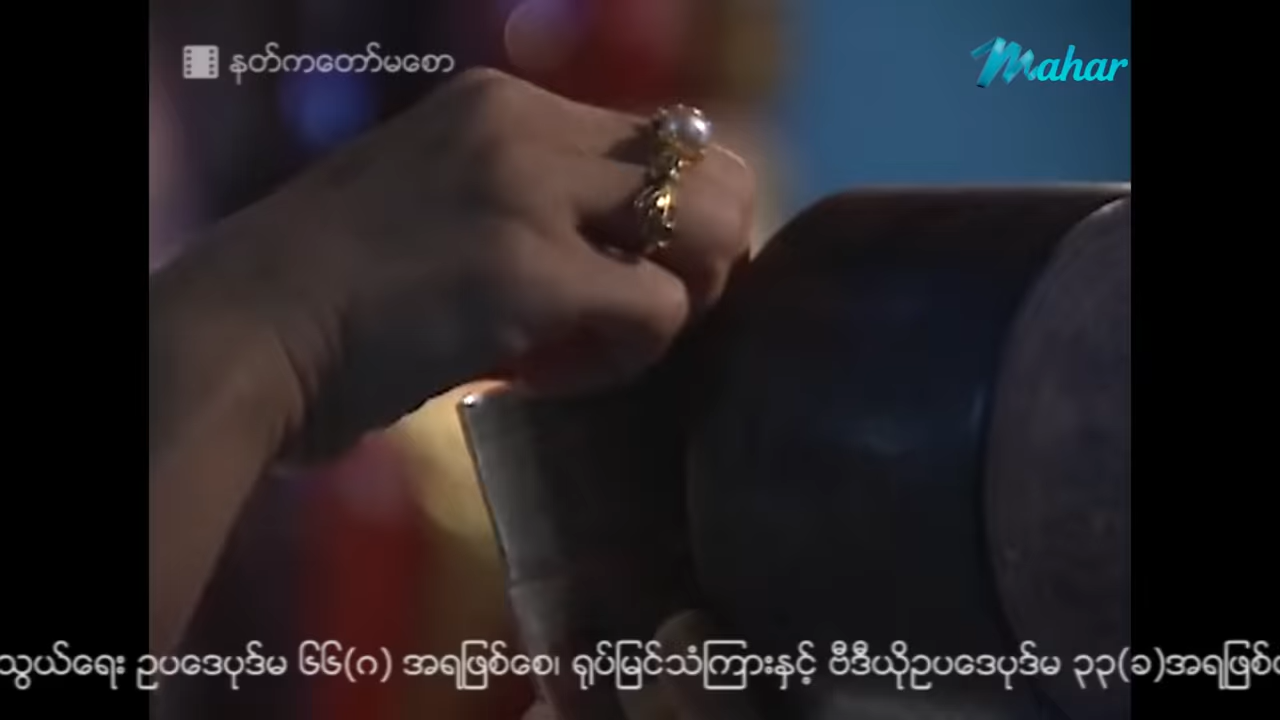 နတ်ကတော်မစော
Mahar
သွယ်ရေး ဥပဒေပုဒ်မ ၆၆(ဂ) အရဖြစ်စေ၊ ရုပ်မြင်သံကြားနှင့် ဗီဒီယိုဥပဒေပုဒ်မ ၃၃(ခ)အရဖြစ်စေ